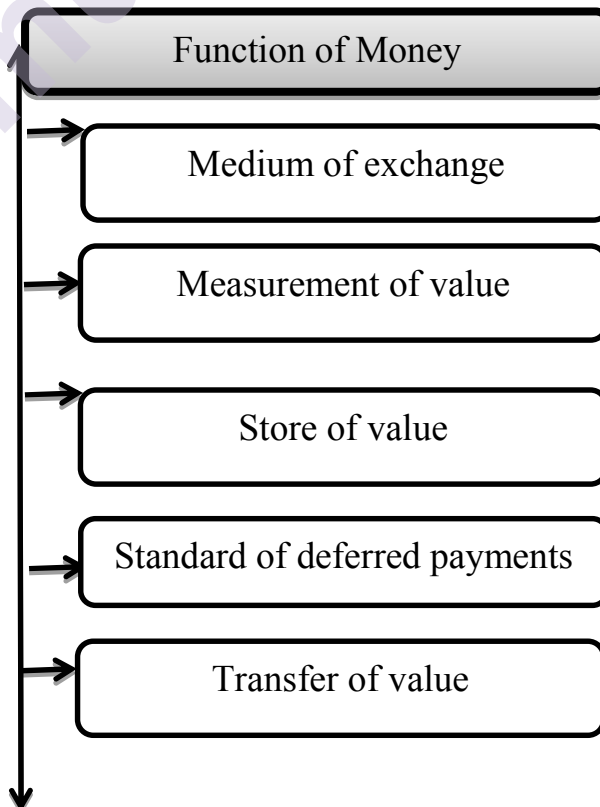 Function of Money
Medium of exchange
Measurement of value
Store of value
Standard of deferred payments
Transfer of value